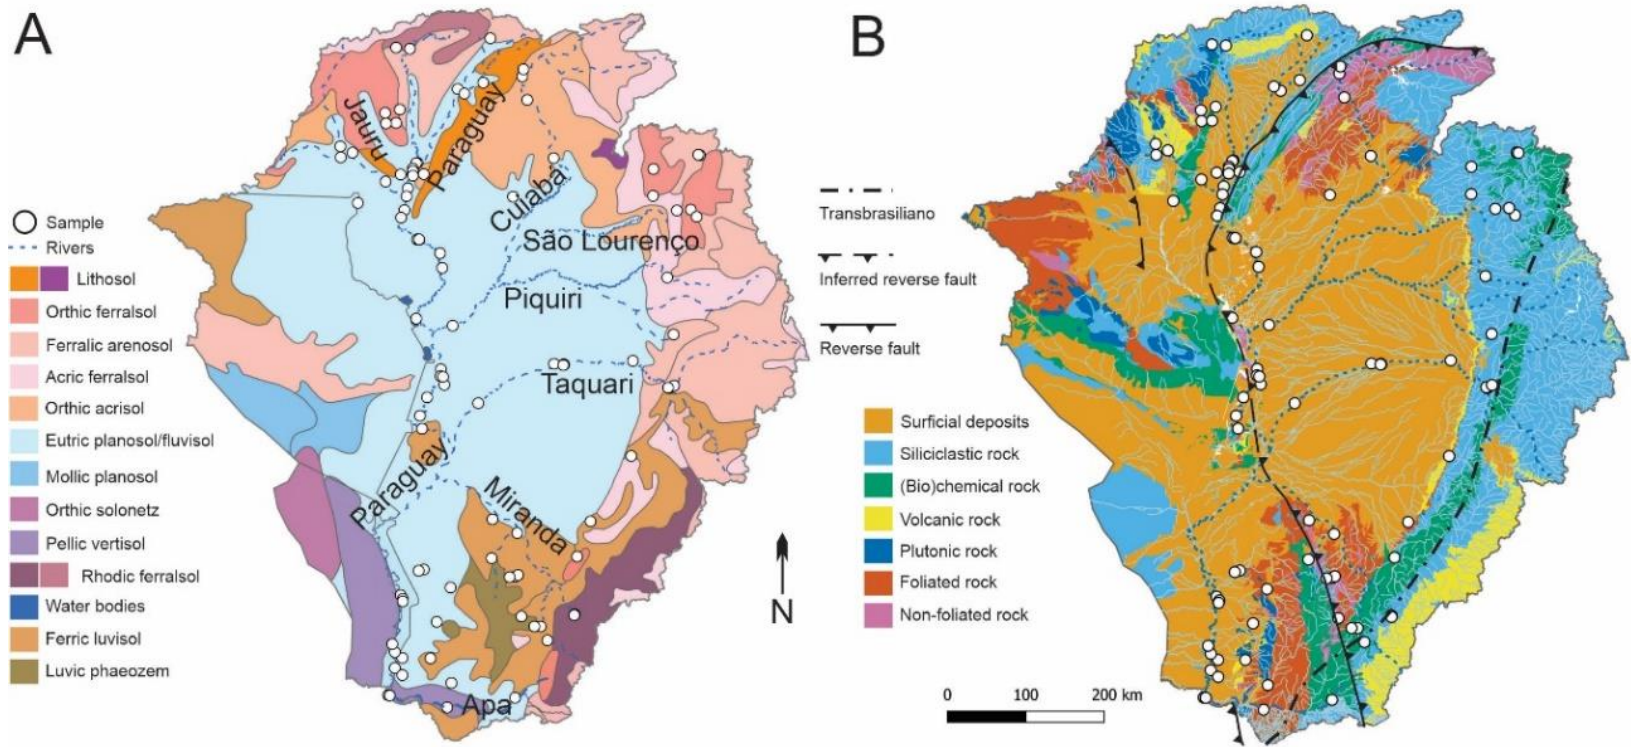 A
B
Jauru
Paraguay
Cuiabá
São Lourenço
Piquiri
Taquari
Paraguay
Miranda
Apa
N
Sample
Rivers
Lithosol
Orthic ferralsol
Ferralic arenosol
Acric ferralsol
Orthic acrisol
Eutric planosol/fluvisol
Mollic planosol
Orthic solonetz
Pellic vertisol
Rhodic ferralsol
Water bodies
Ferric luvisol
Luvic phaeozem
Transbrasiliano
Inferred reverse fault
Reverse fault
Surficial deposits
Siliciclastic rock
(Bio)chemical rock
Volcanic rock
Plutonic rock
Foliated rock
Non-foliated rock
0 100 200 km